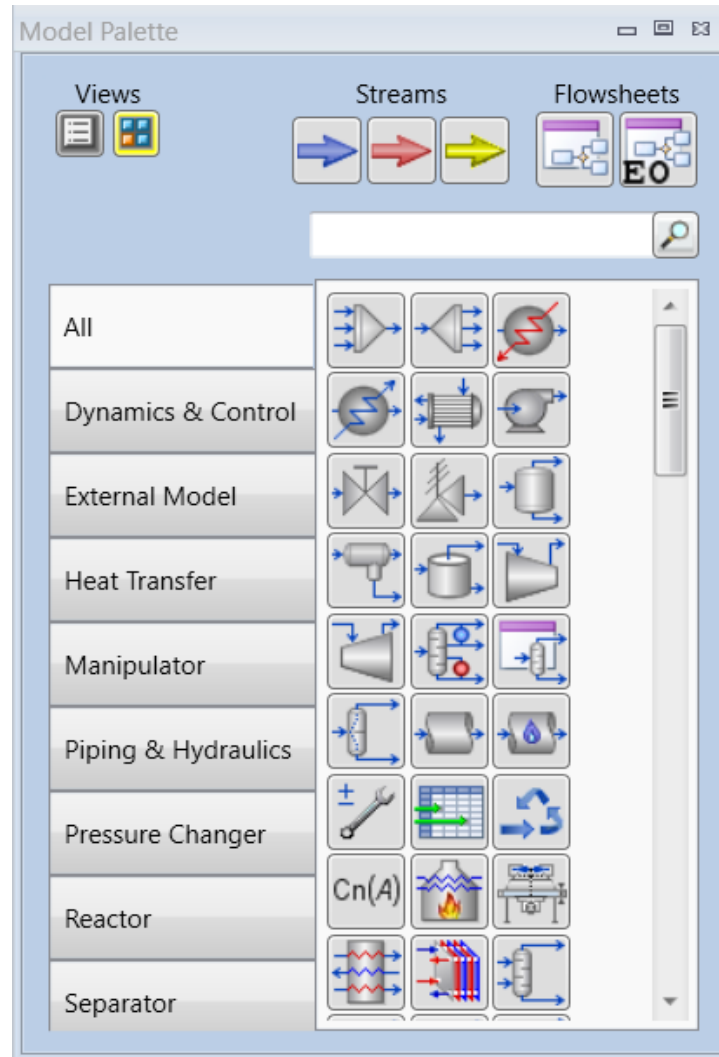 Model Palette
Views
Streams
Flowsheets
EO
All
Dynamics & Control
External Model
Heat Transfer
Manipulator
Piping & Hydraulics
Pressure Changer
±
Reactor
Cn(A)
Separator